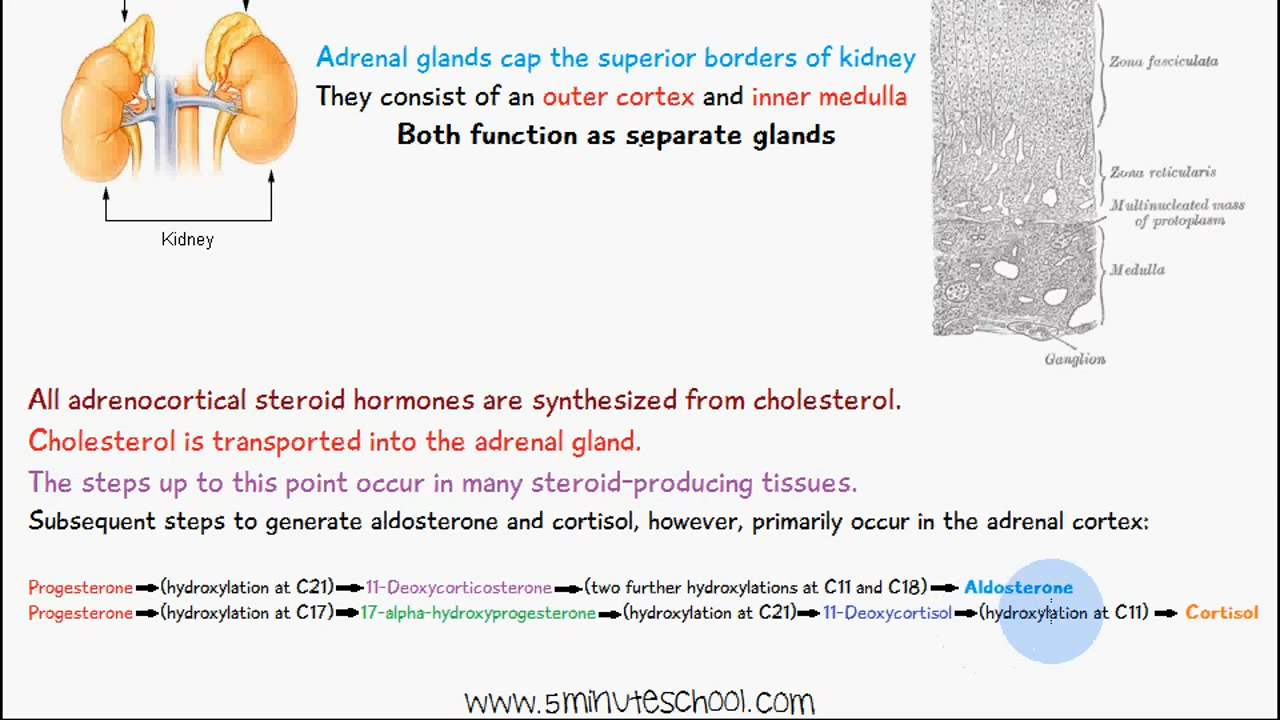 Adrenal glands cap the superior borders of kidney
They consist of an outer cortex and inner medulla
Both function as separate glands
Kidney
Zona fasciculata
Zona reticularis
Multinucleated mass
of protoplasm
Medulla
Ganglion
All adrenocortical steroid hormones are synthesized from cholesterol.
Cholesterol is transported into the adrenal gland.
The steps up to this point occur in many steroid-producing tissues.
Subsequent steps to generate aldosterone and cortisol, however, primarily occur in the adrenal cortex:
Progesterone ➡ (hydroxylation at C21) ➡ 11-Deoxycorticosterone ➡ (two further hydroxylations at C11 and C18) ➡ Aldosterone
Progesterone ➡ (hydroxylation at C17) ➡ 17-alpha-hydroxyprogesterone ➡ (hydroxylation at C21) ➡ 11-Deoxycortisol ➡ (hydroxylation at C11) ➡ Cortisol
www.5minuteschool.com